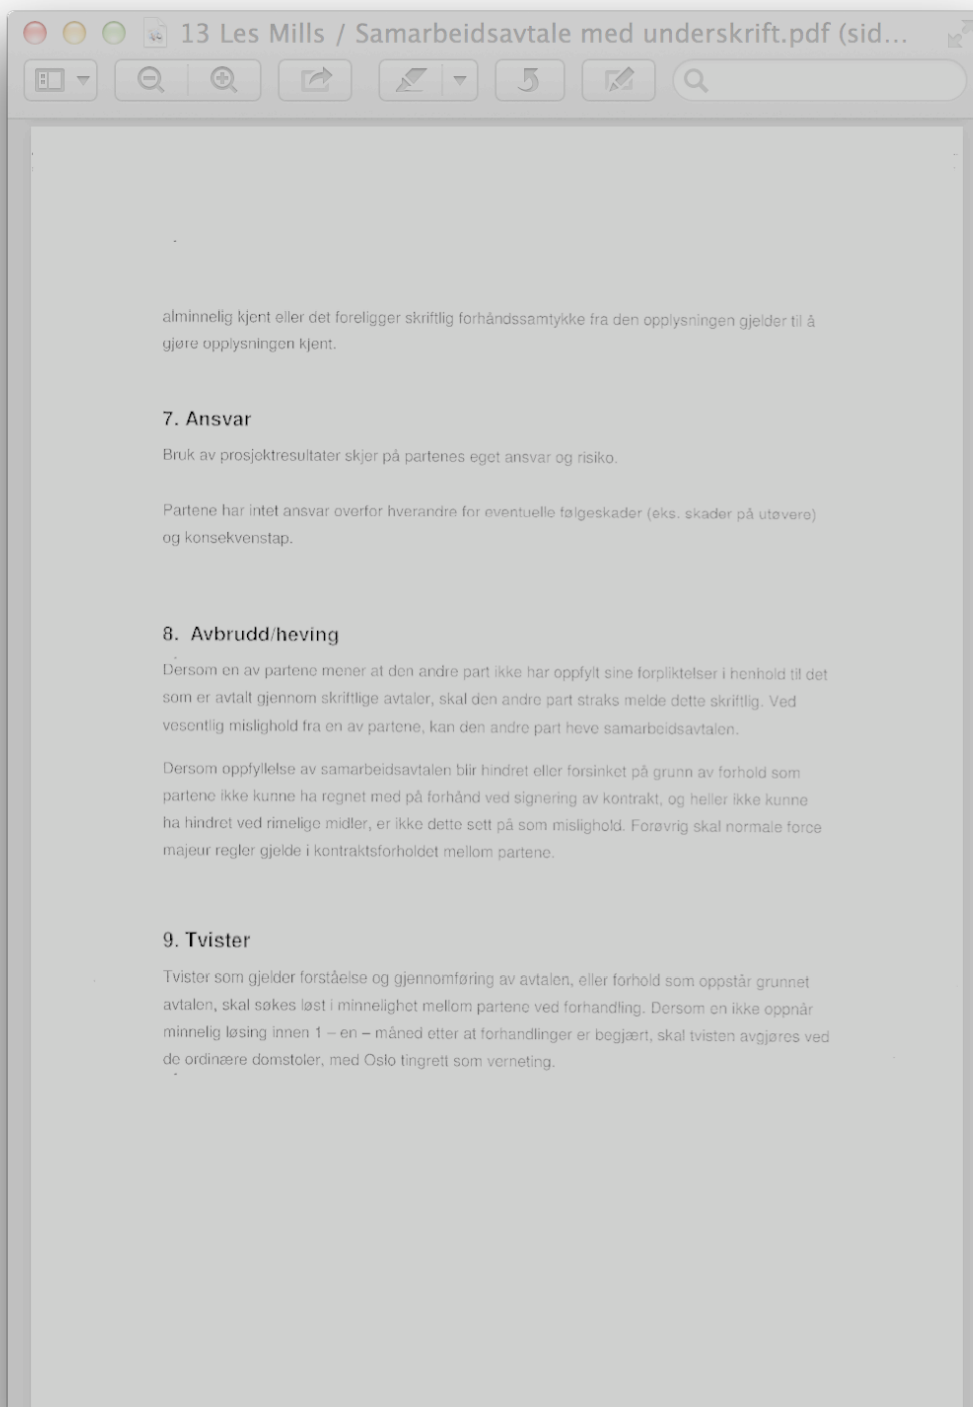 13 Les Mills / Samarbeidsavtale med underskrift.pdf (sid...
alminnelig kjent eller det foreligger skriftlig forhåndssamtykke fra den opplysningen gjelder til å
gjøre opplysningen kjent.
7. Ansvar
Bruk av prosjektresultater skjer på partenes eget ansvar og risiko.
Partene har intet ansvar overfor hverandre for eventuelle følgeskader (eks. skader på utøvere)
og konsekvenstap.
8. Avbrudd/heving
Dersom en av partene mener at den andre part ikke har oppfylt sine forpliktelser i henhold til det
som er avtalt gjennom skriftlige avtaler, skal den andre part straks melde dette skriftlig. Ved
vesentlig mislighold fra en av partene, kan den andre part heve samarbeidsavtalen.
Dersom oppfyllelse av samarbeidsavtalen blir hindret eller forsinket på grunn av forhold som
partene ikke kunne ha regnet med på forhånd ved signering av kontrakt, og heller ikke kunne
ha hindret ved rimelige midler, er ikke dette sett på som mislighold. Forøvrig skal normale force
majeur regler gjelde i kontraktsforholdet mellom partene.
9. Tvister
Tvister som gjelder forståelse og gjennomføring av avtalen, eller forhold som oppstår grunnet
avtalen, skal søkes løst i minnelighet mellom partene ved forhandling. Dersom en ikke oppnår
minnelig løsing innen 1 – en – måned etter at forhandlinger er begjært, skal tvisten avgjøres ved
de ordinære domstoler, med Oslo tingrett som verneting.